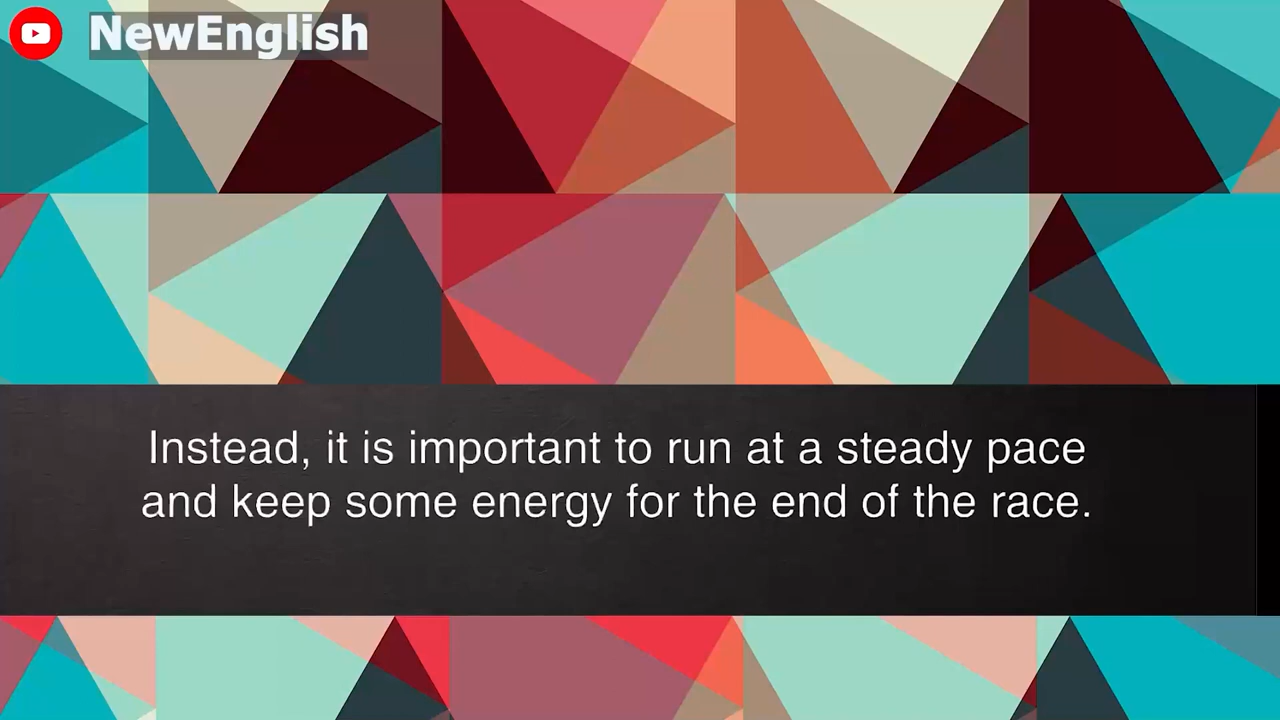 NewEnglish
Instead, it is important to run at a steady pace
and keep some energy for the end of the race.